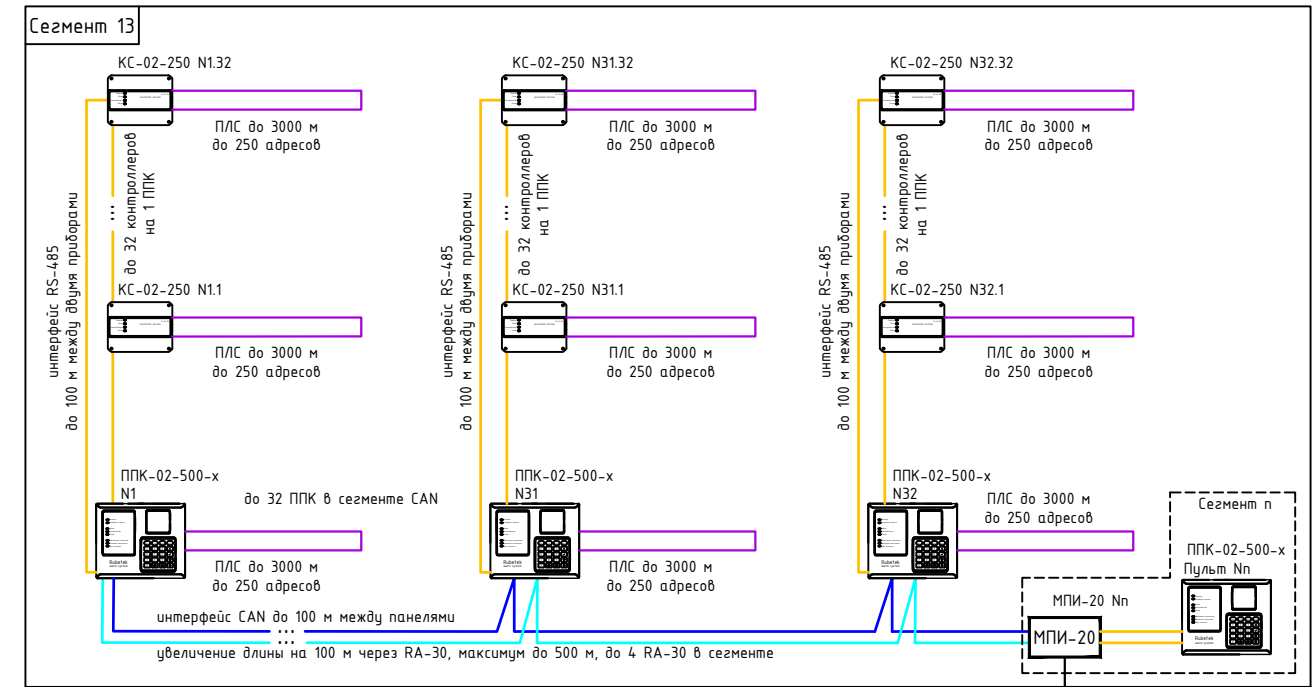 Сегмент 13
КС-02-250 N1.32
КС-02-250 N31.32
КС-02-250 N32.32
ПЛС до 3000 м
до 250 адресов
ПЛС до 3000 м
до 250 адресов
ПЛС до 3000 м
до 250 адресов
интерфейс RS-485
до 100 м между двумя приборами
до 32 контроллеров
на 1 ППК
интерфейс RS-485
до 100 м между двумя приборами
до 32 контроллеров
на 1 ППК
интерфейс RS-485
до 100 м между двумя приборами
до 32 контроллеров
на 1 ППК
КС-02-250 N1.1
КС-02-250 N31.1
КС-02-250 N32.1
ПЛС до 3000 м
до 250 адресов
ПЛС до 3000 м
до 250 адресов
ПЛС до 3000 м
до 250 адресов
ППК-02-500-х
N1
до 32 ППК в сегменте CAN
ППК-02-500-х
N31
ППК-02-500-х
N32
ПЛС до 3000 м
до 250 адресов
Rubetek
Rubetek
Rubetek
ПЛС до 3000 м
до 250 адресов
ПЛС до 3000 м
до 250 адресов
Сегмент n
ППК-02-500-х
Пульт Nn
Rubetek
МПИ-20 Nn
МПИ-20
интерфейс CAN до 100 м между панелями
увеличение длины на 100 м через RA-30, максимум до 500 м, до 4 RA-30 в сегменте